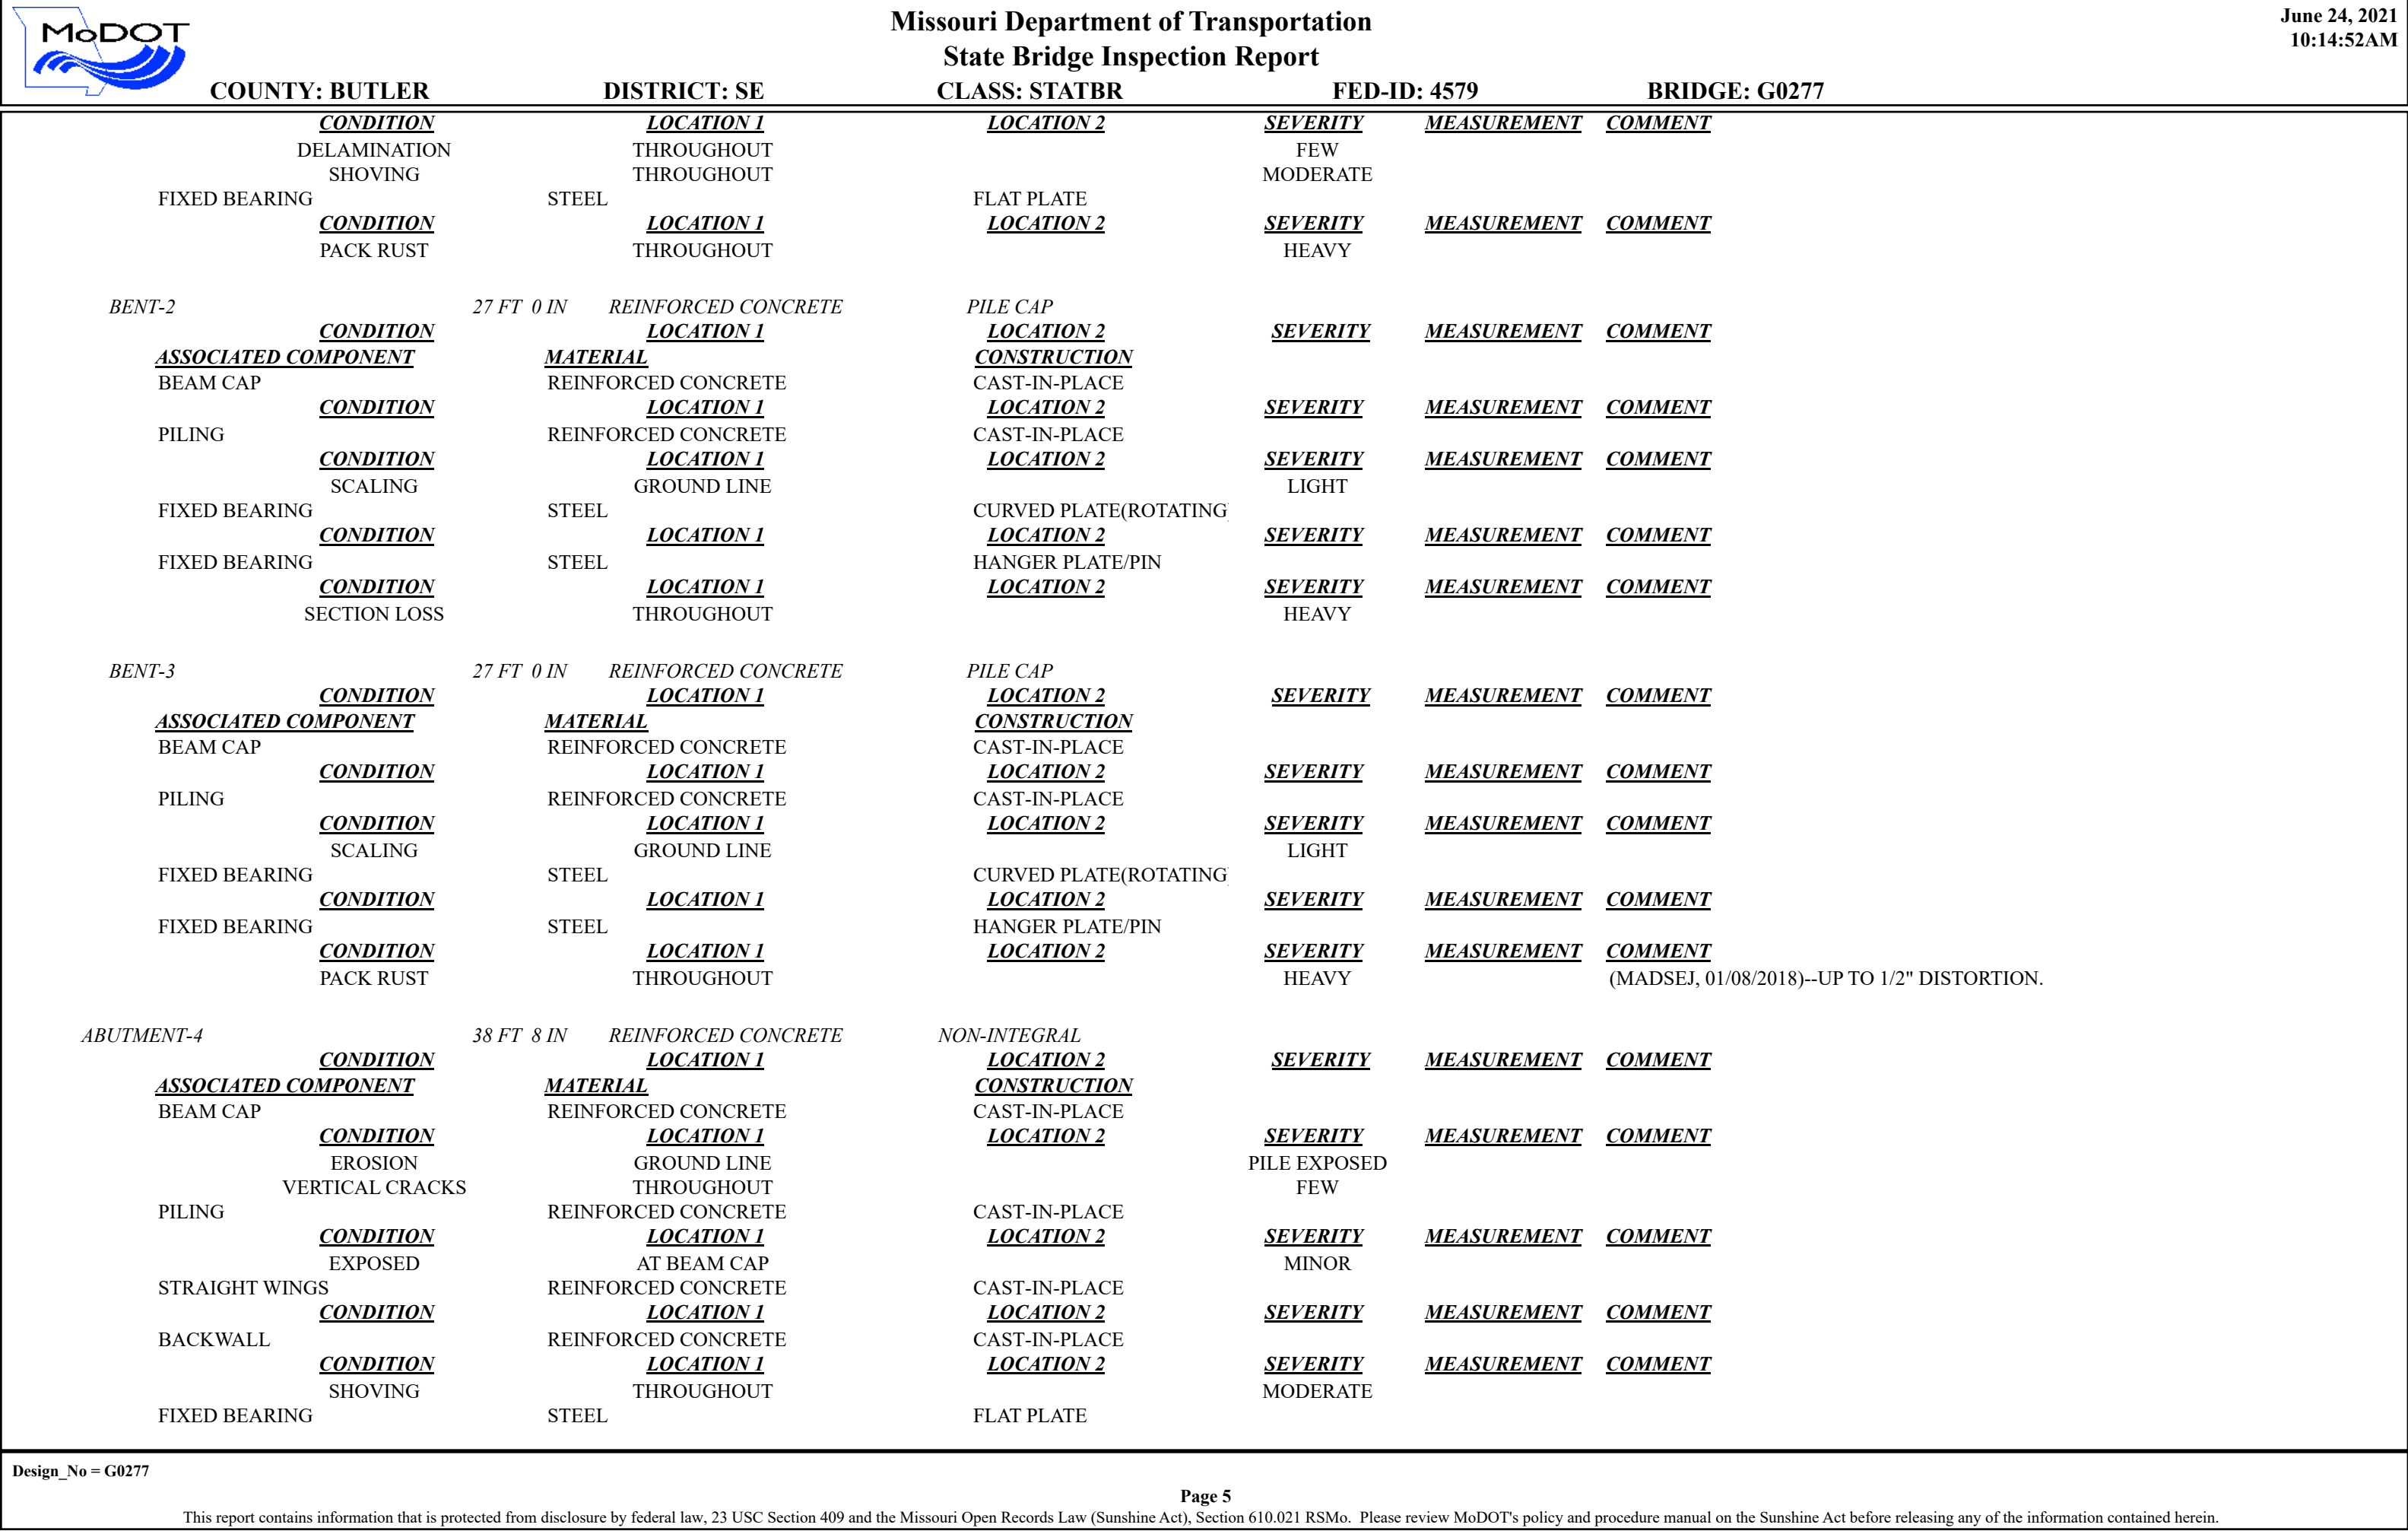 MoDOT
Missouri Department of Transportation
State Bridge Inspection Report
June 24, 2021
10:14:52AM
COUNTY: BUTLER DISTRICT: SE CLASS: STATBR FED-ID: 4579 BRIDGE: G0277
CONDITION LOCATION 1 LOCATION 2 SEVERITY MEASUREMENT COMMENT
DELAMINATION THROUGHOUT FEW
SHOVING THROUGHOUT MODERATE
FIXED BEARING STEEL FLAT PLATE
CONDITION LOCATION 1 LOCATION 2 SEVERITY MEASUREMENT COMMENT
PACK RUST THROUGHOUT HEAVY
BENT-2 27 FT 0 IN REINFORCED CONCRETE PILE CAP
CONDITION LOCATION 1 LOCATION 2 SEVERITY MEASUREMENT COMMENT
ASSOCIATED COMPONENT MATERIAL CONSTRUCTION
BEAM CAP REINFORCED CONCRETE CAST-IN-PLACE
CONDITION LOCATION 1 LOCATION 2 SEVERITY MEASUREMENT COMMENT
PILING REINFORCED CONCRETE CAST-IN-PLACE
CONDITION LOCATION 1 LOCATION 2 SEVERITY MEASUREMENT COMMENT
SCALING GROUND LINE LIGHT
FIXED BEARING STEEL CURVED PLATE(ROTATING)
CONDITION LOCATION 1 LOCATION 2 SEVERITY MEASUREMENT COMMENT
FIXED BEARING STEEL HANGER PLATE/PIN
CONDITION LOCATION 1 LOCATION 2 SEVERITY MEASUREMENT COMMENT
SECTION LOSS THROUGHOUT HEAVY
BENT-3 27 FT 0 IN REINFORCED CONCRETE PILE CAP
CONDITION LOCATION 1 LOCATION 2 SEVERITY MEASUREMENT COMMENT
ASSOCIATED COMPONENT MATERIAL CONSTRUCTION
BEAM CAP REINFORCED CONCRETE CAST-IN-PLACE
CONDITION LOCATION 1 LOCATION 2 SEVERITY MEASUREMENT COMMENT
PILING REINFORCED CONCRETE CAST-IN-PLACE
CONDITION LOCATION 1 LOCATION 2 SEVERITY MEASUREMENT COMMENT
SCALING GROUND LINE LIGHT
FIXED BEARING STEEL CURVED PLATE(ROTATING)
CONDITION LOCATION 1 LOCATION 2 SEVERITY MEASUREMENT COMMENT
FIXED BEARING STEEL HANGER PLATE/PIN
CONDITION LOCATION 1 LOCATION 2 SEVERITY MEASUREMENT COMMENT
PACK RUST THROUGHOUT HEAVY (MADSEJ, 01/08/2018)--UP TO 1/2" DISTORTION.
ABUTMENT-4 38 FT 8 IN REINFORCED CONCRETE NON-INTEGRAL
CONDITION LOCATION 1 LOCATION 2 SEVERITY MEASUREMENT COMMENT
ASSOCIATED COMPONENT MATERIAL CONSTRUCTION
BEAM CAP REINFORCED CONCRETE CAST-IN-PLACE
CONDITION LOCATION 1 LOCATION 2 SEVERITY MEASUREMENT COMMENT
EROSION GROUND LINE PILE EXPOSED
VERTICAL CRACKS THROUGHOUT FEW
PILING REINFORCED CONCRETE CAST-IN-PLACE
CONDITION LOCATION 1 LOCATION 2 SEVERITY MEASUREMENT COMMENT
EXPOSED AT BEAM CAP MINOR
STRAIGHT WINGS REINFORCED CONCRETE CAST-IN-PLACE
CONDITION LOCATION 1 LOCATION 2 SEVERITY MEASUREMENT COMMENT
BACKWALL REINFORCED CONCRETE CAST-IN-PLACE
CONDITION LOCATION 1 LOCATION 2 SEVERITY MEASUREMENT COMMENT
SHOVING THROUGHOUT MODERATE
FIXED BEARING STEEL FLAT PLATE
Design_No = G0277
Page 5
This report contains information that is protected from disclosure by federal law, 23 USC Section 409 and the Missouri Open Records Law (Sunshine Act), Section 610.021 RSMo. Please review MoDOT's policy and procedure manual on the Sunshine Act before releasing any of the information contained herein.